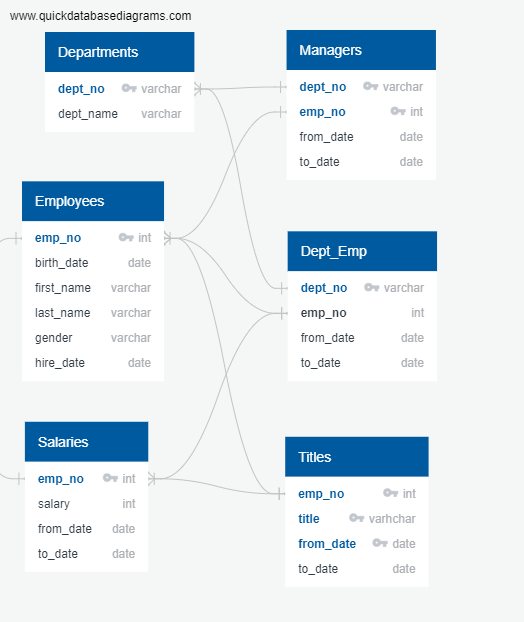 www.quickdatabasediagrams.com
Departments
dept_no varchar
dept_name varchar
Managers
dept_no varchar
emp_no int
from_date date
to_date date
Employees
emp_no int
birth_date date
first_name varchar
last_name varchar
gender varchar
hire_date date
Dept_Emp
dept_no varchar
emp_no int
from_date date
to_date date
Salaries
emp_no int
salary int
from_date date
to_date date
Titles
emp_no int
title varhchar
from_date date
to_date date